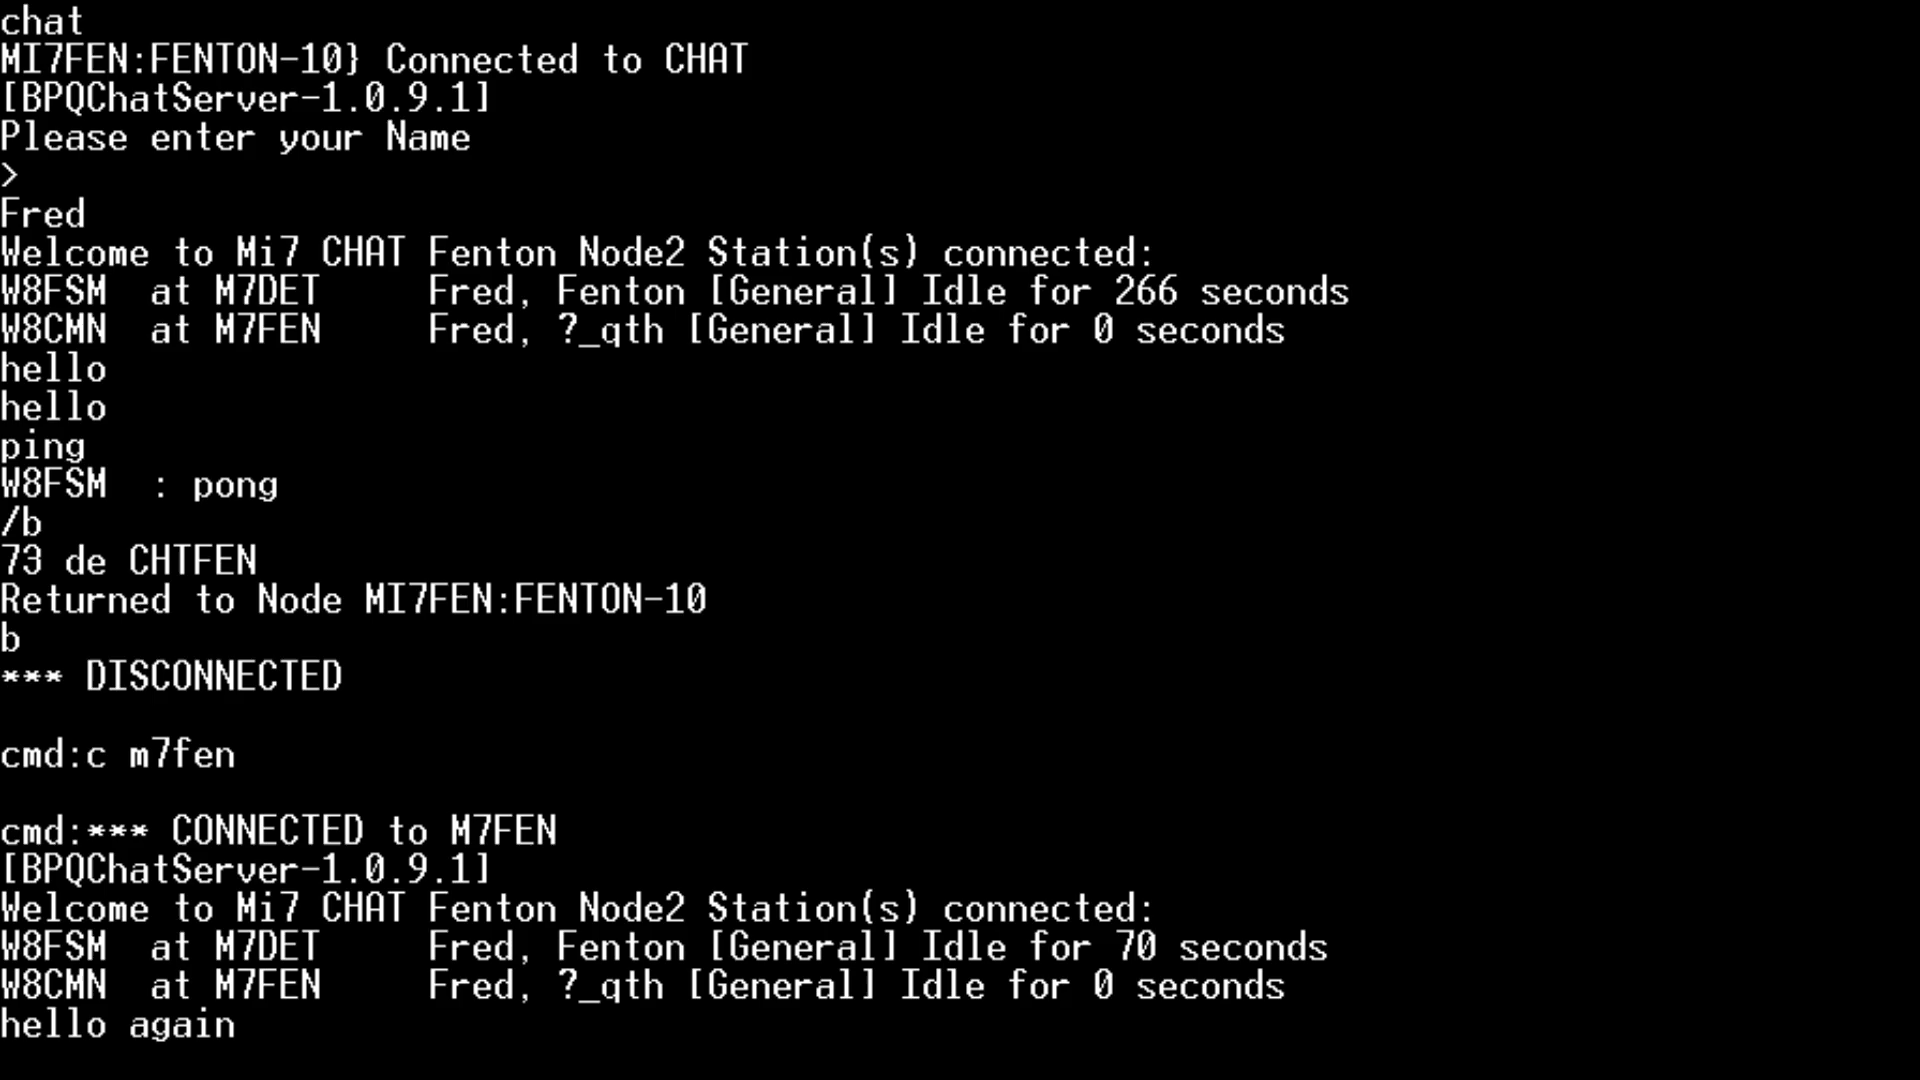 chat
MI7FEN:FENTON-10} Connected to CHAT
[BPQChatServer-1.0.9.1]
Please enter your Name
>
Fred
Welcome to Mi7 CHAT Fenton Node2 Station(s) connected:
W8FSM  at M7DET     Fred, Fenton [General] Idle for 266 seconds
W8CMN  at M7FEN     Fred, ?_qth [General] Idle for 0 seconds
hello
hello
ping
W8FSM  : pong
/b
73 de CHTFEN
Returned to Node MI7FEN:FENTON-10
b
*** DISCONNECTED
cmd:c m7fen
cmd:*** CONNECTED to M7FEN
[BPQChatServer-1.0.9.1]
Welcome to Mi7 CHAT Fenton Node2 Station(s) connected:
W8FSM  at M7DET     Fred, Fenton [General] Idle for 70 seconds
W8CMN  at M7FEN     Fred, ?_qth [General] Idle for 0 seconds
hello again